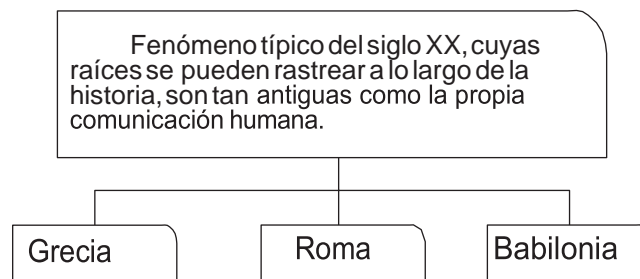 Fenómeno típico del siglo XX, cuyas
raíces se pueden rastrear a lo largo de la
historia, son tan antiguas como la propia
comunicación humana.
Grecia
Roma
Babilonia